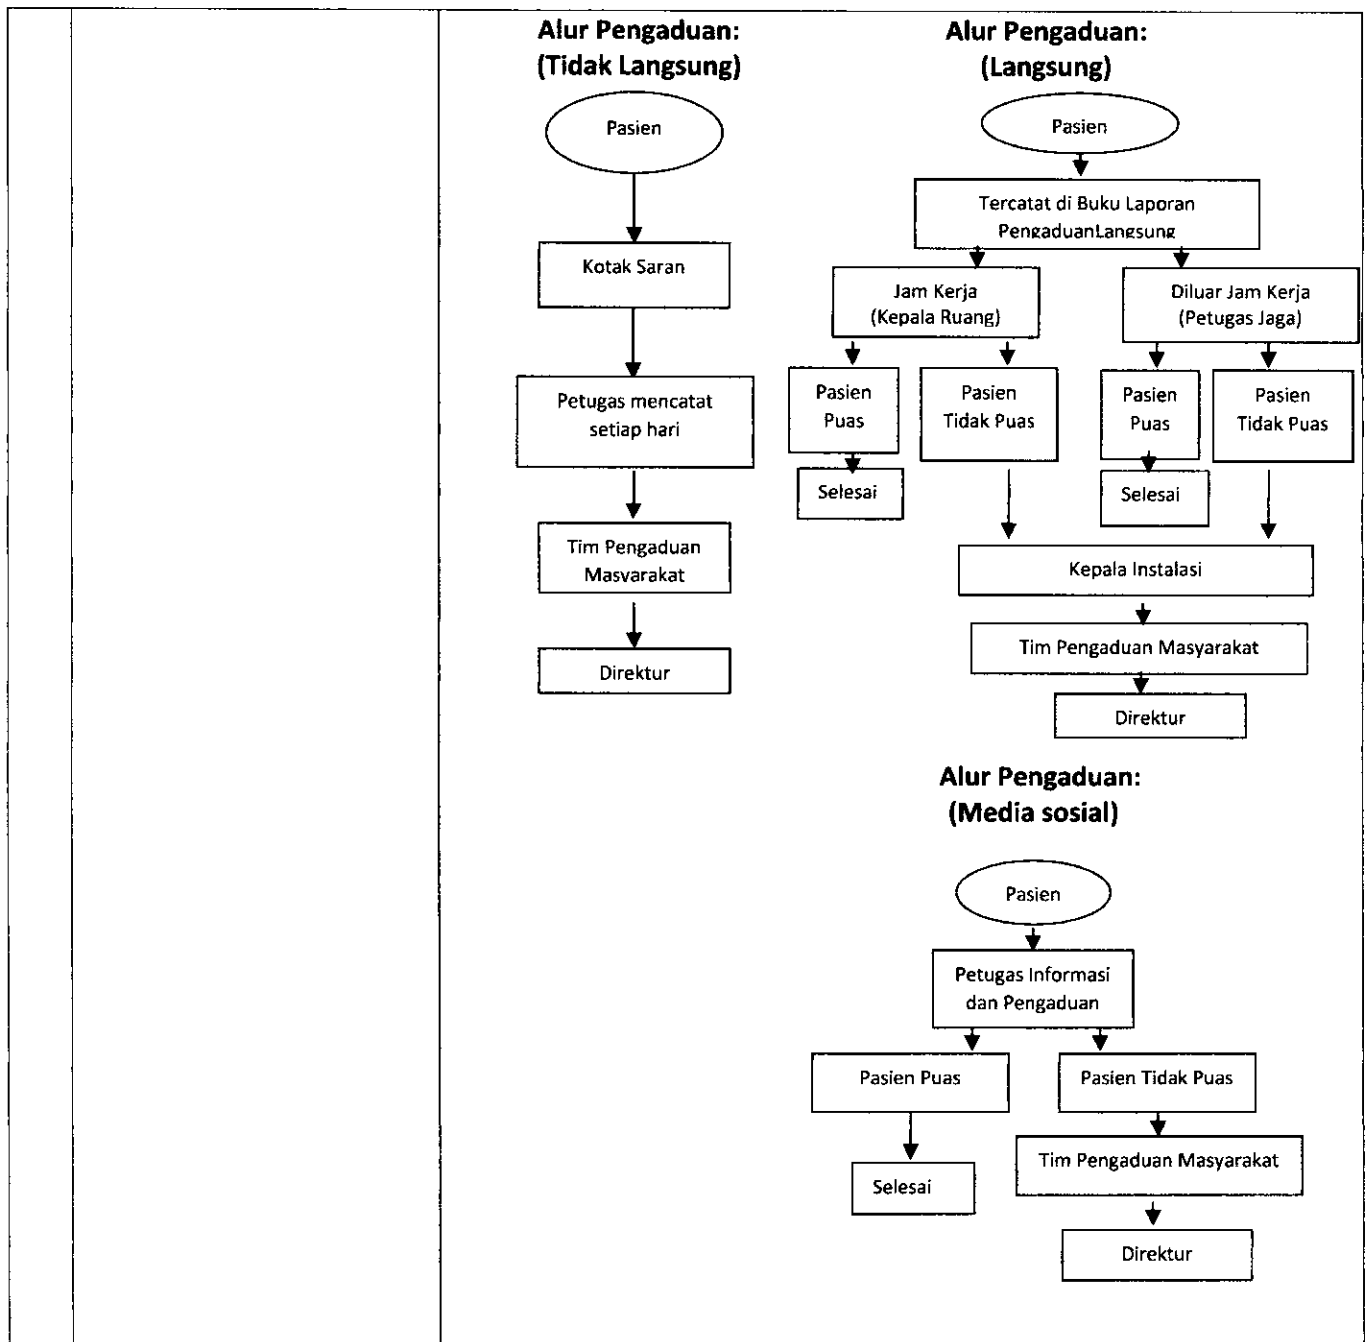 Alur Pengaduan:
(Tidak Langsung)
Pasien
Kotak Saran
Petugas mencatat
setiap hari
Tim Pengaduan
Masyarakat
Direktur
Alur Pengaduan:
(Langsung)
Pasien
Tercatat di Buku Laporan
PengaduanLangsung
Jam Kerja
(Kepala Ruang)
Diluar Jam Kerja
(Petugas Jaga)
Pasien
Puas
Pasien
Tidak Puas
Pasien
Puas
Pasien
Tidak Puas
Selesai
Selesai
Kepala Instalasi
Tim Pengaduan Masyarakat
Direktur
Alur Pengaduan:
(Media sosial)
Pasien
Petugas Informasi
dan Pengaduan
Pasien Puas
Pasien Tidak Puas
Selesai
Tim Pengaduan Masyarakat
Direktur